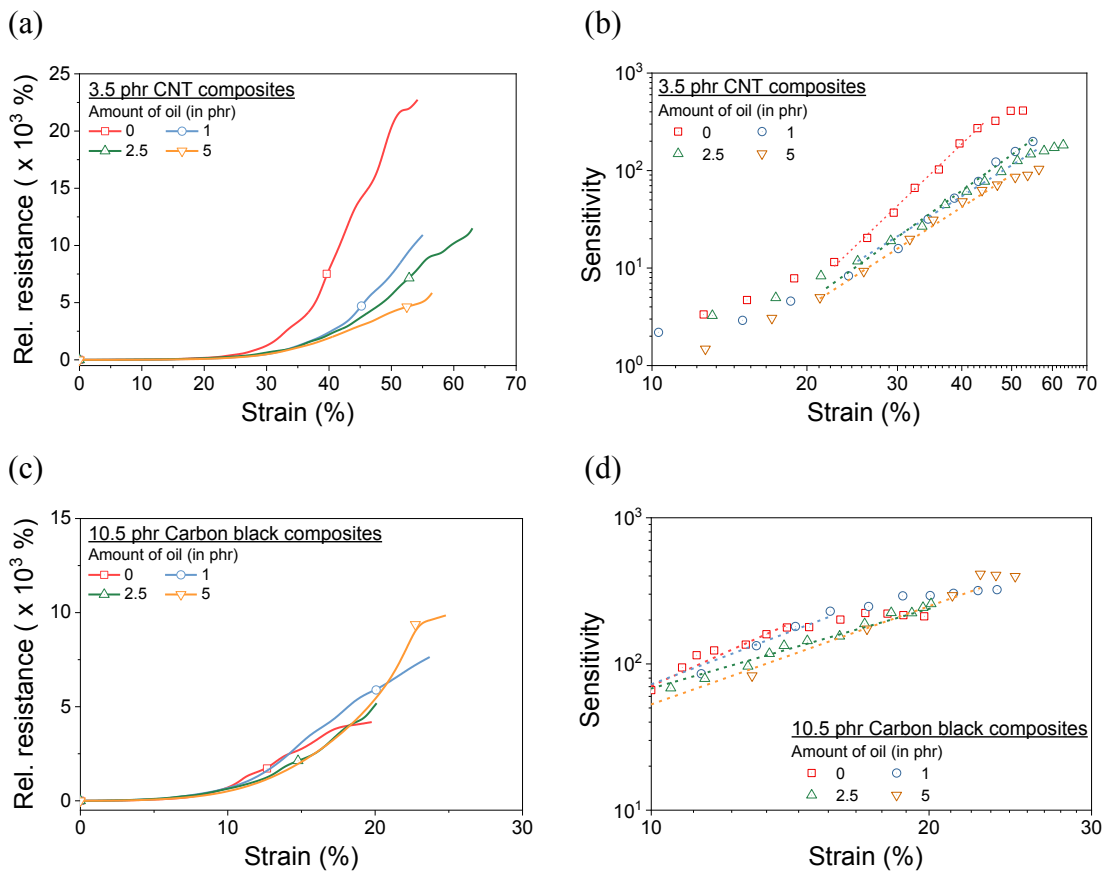 (a)
Rel. resistance ( x 10³ %)
25
20
15
10
5
0
3.5 phr CNT composites
Amount of oil (in phr)
0 1
2.5 5
0 10 20 30 40 50 60 70
Strain (%)
(b)
Sensitivity
10³
10²
10¹
10⁰
3.5 phr CNT composites
Amount of oil (in phr)
0 1
2.5 5
10 20 30 40 50 60 70
Strain (%)
(c)
Rel. resistance ( x 10³ %)
15
10
5
0
10.5 phr Carbon black composites
Amount of oil (in phr)
0 1
2.5 5
0 10 20 30
Strain (%)
(d)
Sensitivity
10³
10²
10¹
10.5 phr Carbon black composites
Amount of oil (in phr)
0 1
2.5 5
10 20 30
Strain (%)